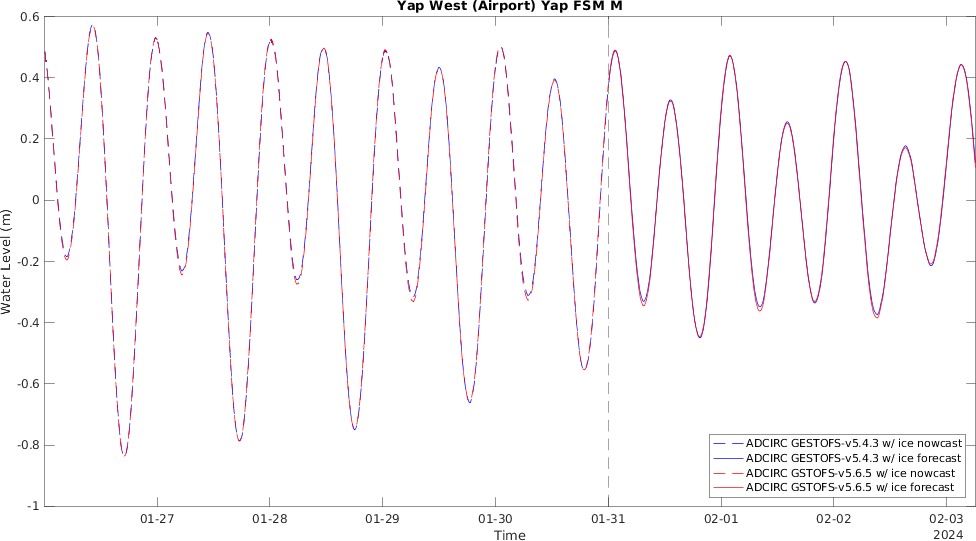 Yap West (Airport) Yap FSM M
0.6
0.4
0.2
0
-0.2
-0.4
-0.6
-0.8
-1
Water Level (m)
01-27 01-28 01-29 01-30 01-31 02-01 02-02 02-03
Time
2024
ADCIRC GESTOFS-v5.4.3 w/ ice nowcast
ADCIRC GESTOFS-v5.4.3 w/ ice forecast
ADCIRC GSTOFS-v5.6.5 w/ ice nowcast
ADCIRC GSTOFS-v5.6.5 w/ ice forecast